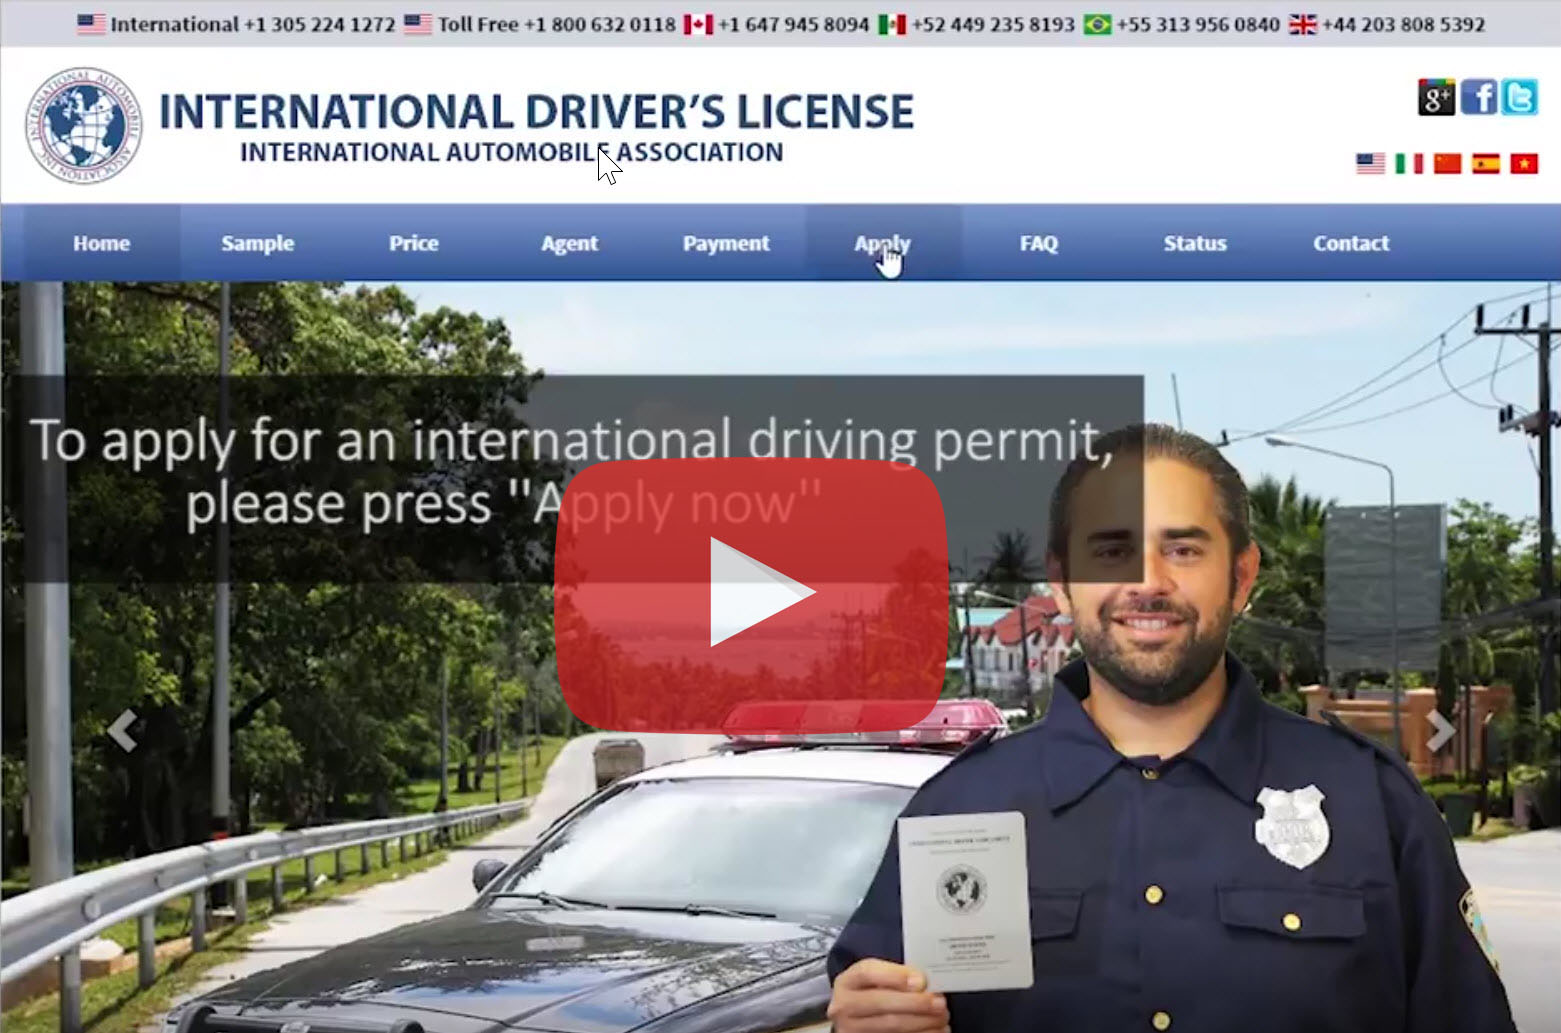 International +1 305 224 1272 Toll Free +1 800 632 0118 +1 647 945 8094 +52 449 235 8193 +55 313 956 0840 +44 203 808 5392
INTERNATIONAL AUTOMOBILE ASSOCIATION INC
INTERNATIONAL DRIVER'S LICENSE
INTERNATIONAL AUTOMOBILE ASSOCIATION
g+ f t
Home Sample Price Agent Payment Apply FAQ Status Contact
To apply for an international driving permit,
please press "Apply now"